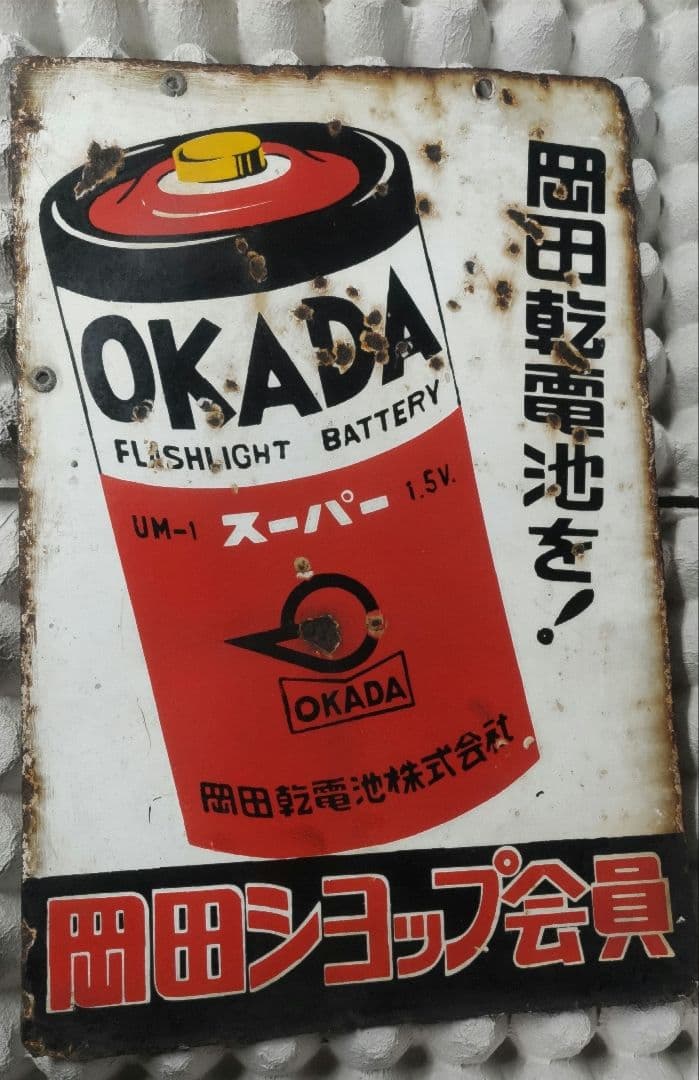 岡田乾電池を!
OKADA
FLASHLIGHT BATTERY
UM-1 スーパー 1.5V.
OKADA
岡田乾電池株式会社
岡田ショップ会員